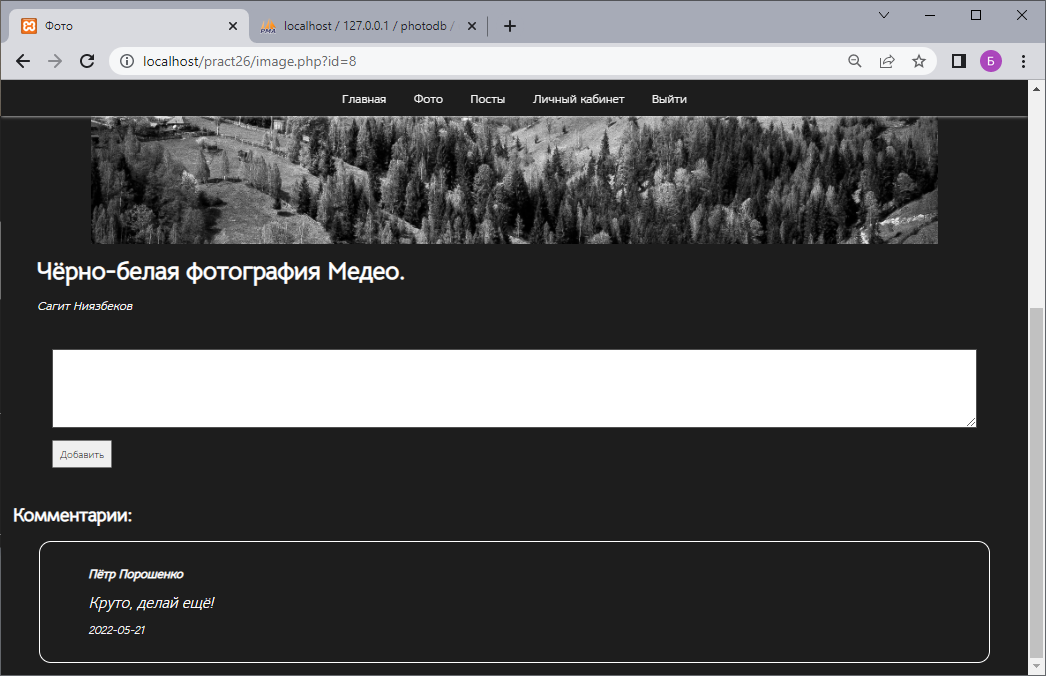 Фото
localhost / 127.0.0.1 / photodb /
localhost/pract26/image.php?id=8
Б
Главная Фото Посты Личный кабинет Выйти
Чёрно-белая фотография Медео.
Сагит Ниязбеков
Добавить
Комментарии:
Пётр Порошенко
Круто, делай ещё!
2022-05-21